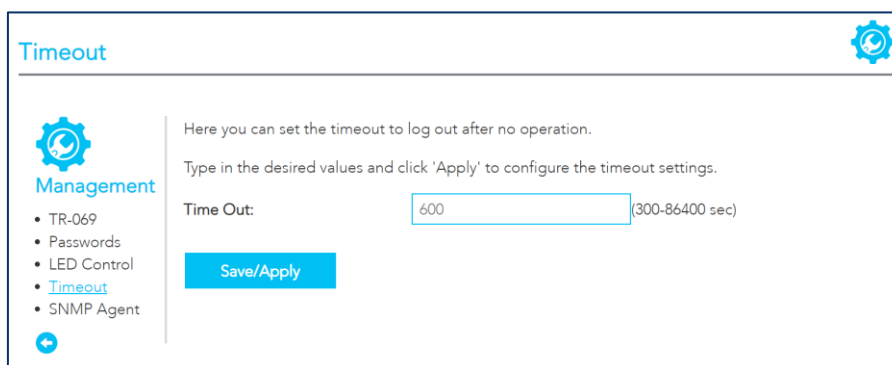 Timeout
Management
• TR-069
• Passwords
• LED Control
• Timeout
• SNMP Agent
Here you can set the timeout to log out after no operation.
Type in the desired values and click 'Apply' to configure the timeout settings.
Time Out: 600 (300-86400 sec)
Save/Apply